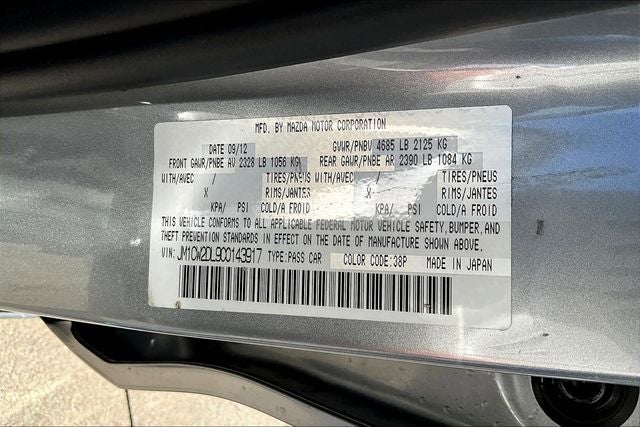 MFD. BY MAZDA MOTOR CORPORATION
DATE 09/12 GVWR/PNBV 4685 LB 2125 KG
FRONT GAWR/PNBE AV 2328 LB 1056 KG REAR GAWR/PNBE AR 2390 LB 1084 KG
WITH/AVEC / TIRES/PNEUS WITH/AVEC / TIRES/PNEUS
X RIMS/JANTES X RIMS/JANTES
KPA/ PSI COLD/A FROID KPA/ PSI COLD/A FROID
THIS VEHICLE CONFORMS TO ALL APPLICABLE FEDERAL MOTOR VEHICLE SAFETY, BUMPER, AND
THEFT PREVENTION STANDARDS IN EFFECT ON THE DATE OF MANUFACTURE SHOWN ABOVE.
VIN: JM1CW2DL9C0143917 TYPE:PASS CAR COLOR CODE:38P MADE IN JAPAN